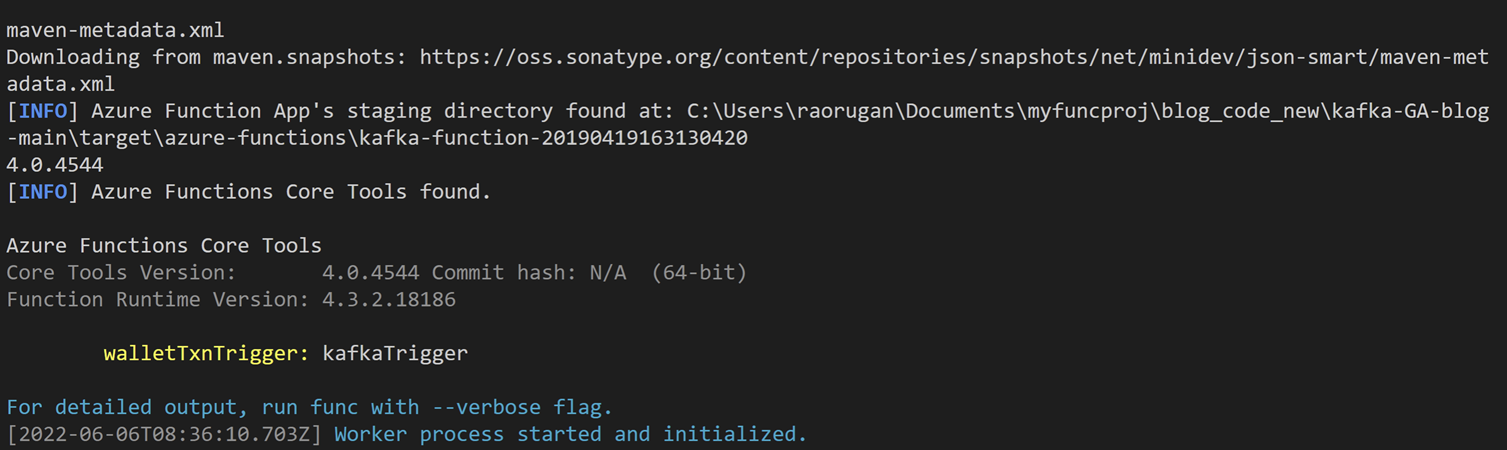 maven-metadata.xml
Downloading from maven.snapshots: https://oss.sonatype.org/content/repositories/snapshots/net/minidev/json-smart/maven-met
adata.xml
[INFO] Azure Function App's staging directory found at: C:\Users\raorugan\Documents\myfuncproj\blog_code_new\kafka-GA-blog
-main\target\azure-functions\kafka-function-20190419163130420
4.0.4544
[INFO] Azure Functions Core Tools found.
Azure Functions Core Tools
Core Tools Version:       4.0.4544 Commit hash: N/A  (64-bit)
Function Runtime Version: 4.3.2.18186
walletTxnTrigger: kafkaTrigger
For detailed output, run func with --verbose flag.
[2022-06-06T08:36:10.703Z] Worker process started and initialized.